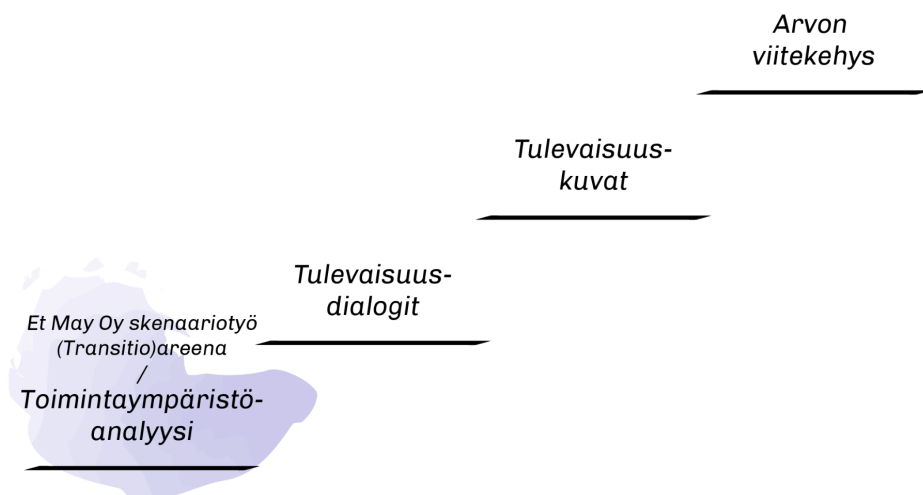 Arvon
viitekehys
Tulevaisuus-
kuvat
Tulevaisuus-
dialogit
Et May Oy skenaariotyö
(Transitio)areena
/
Toimintaympäristö-
analyysi